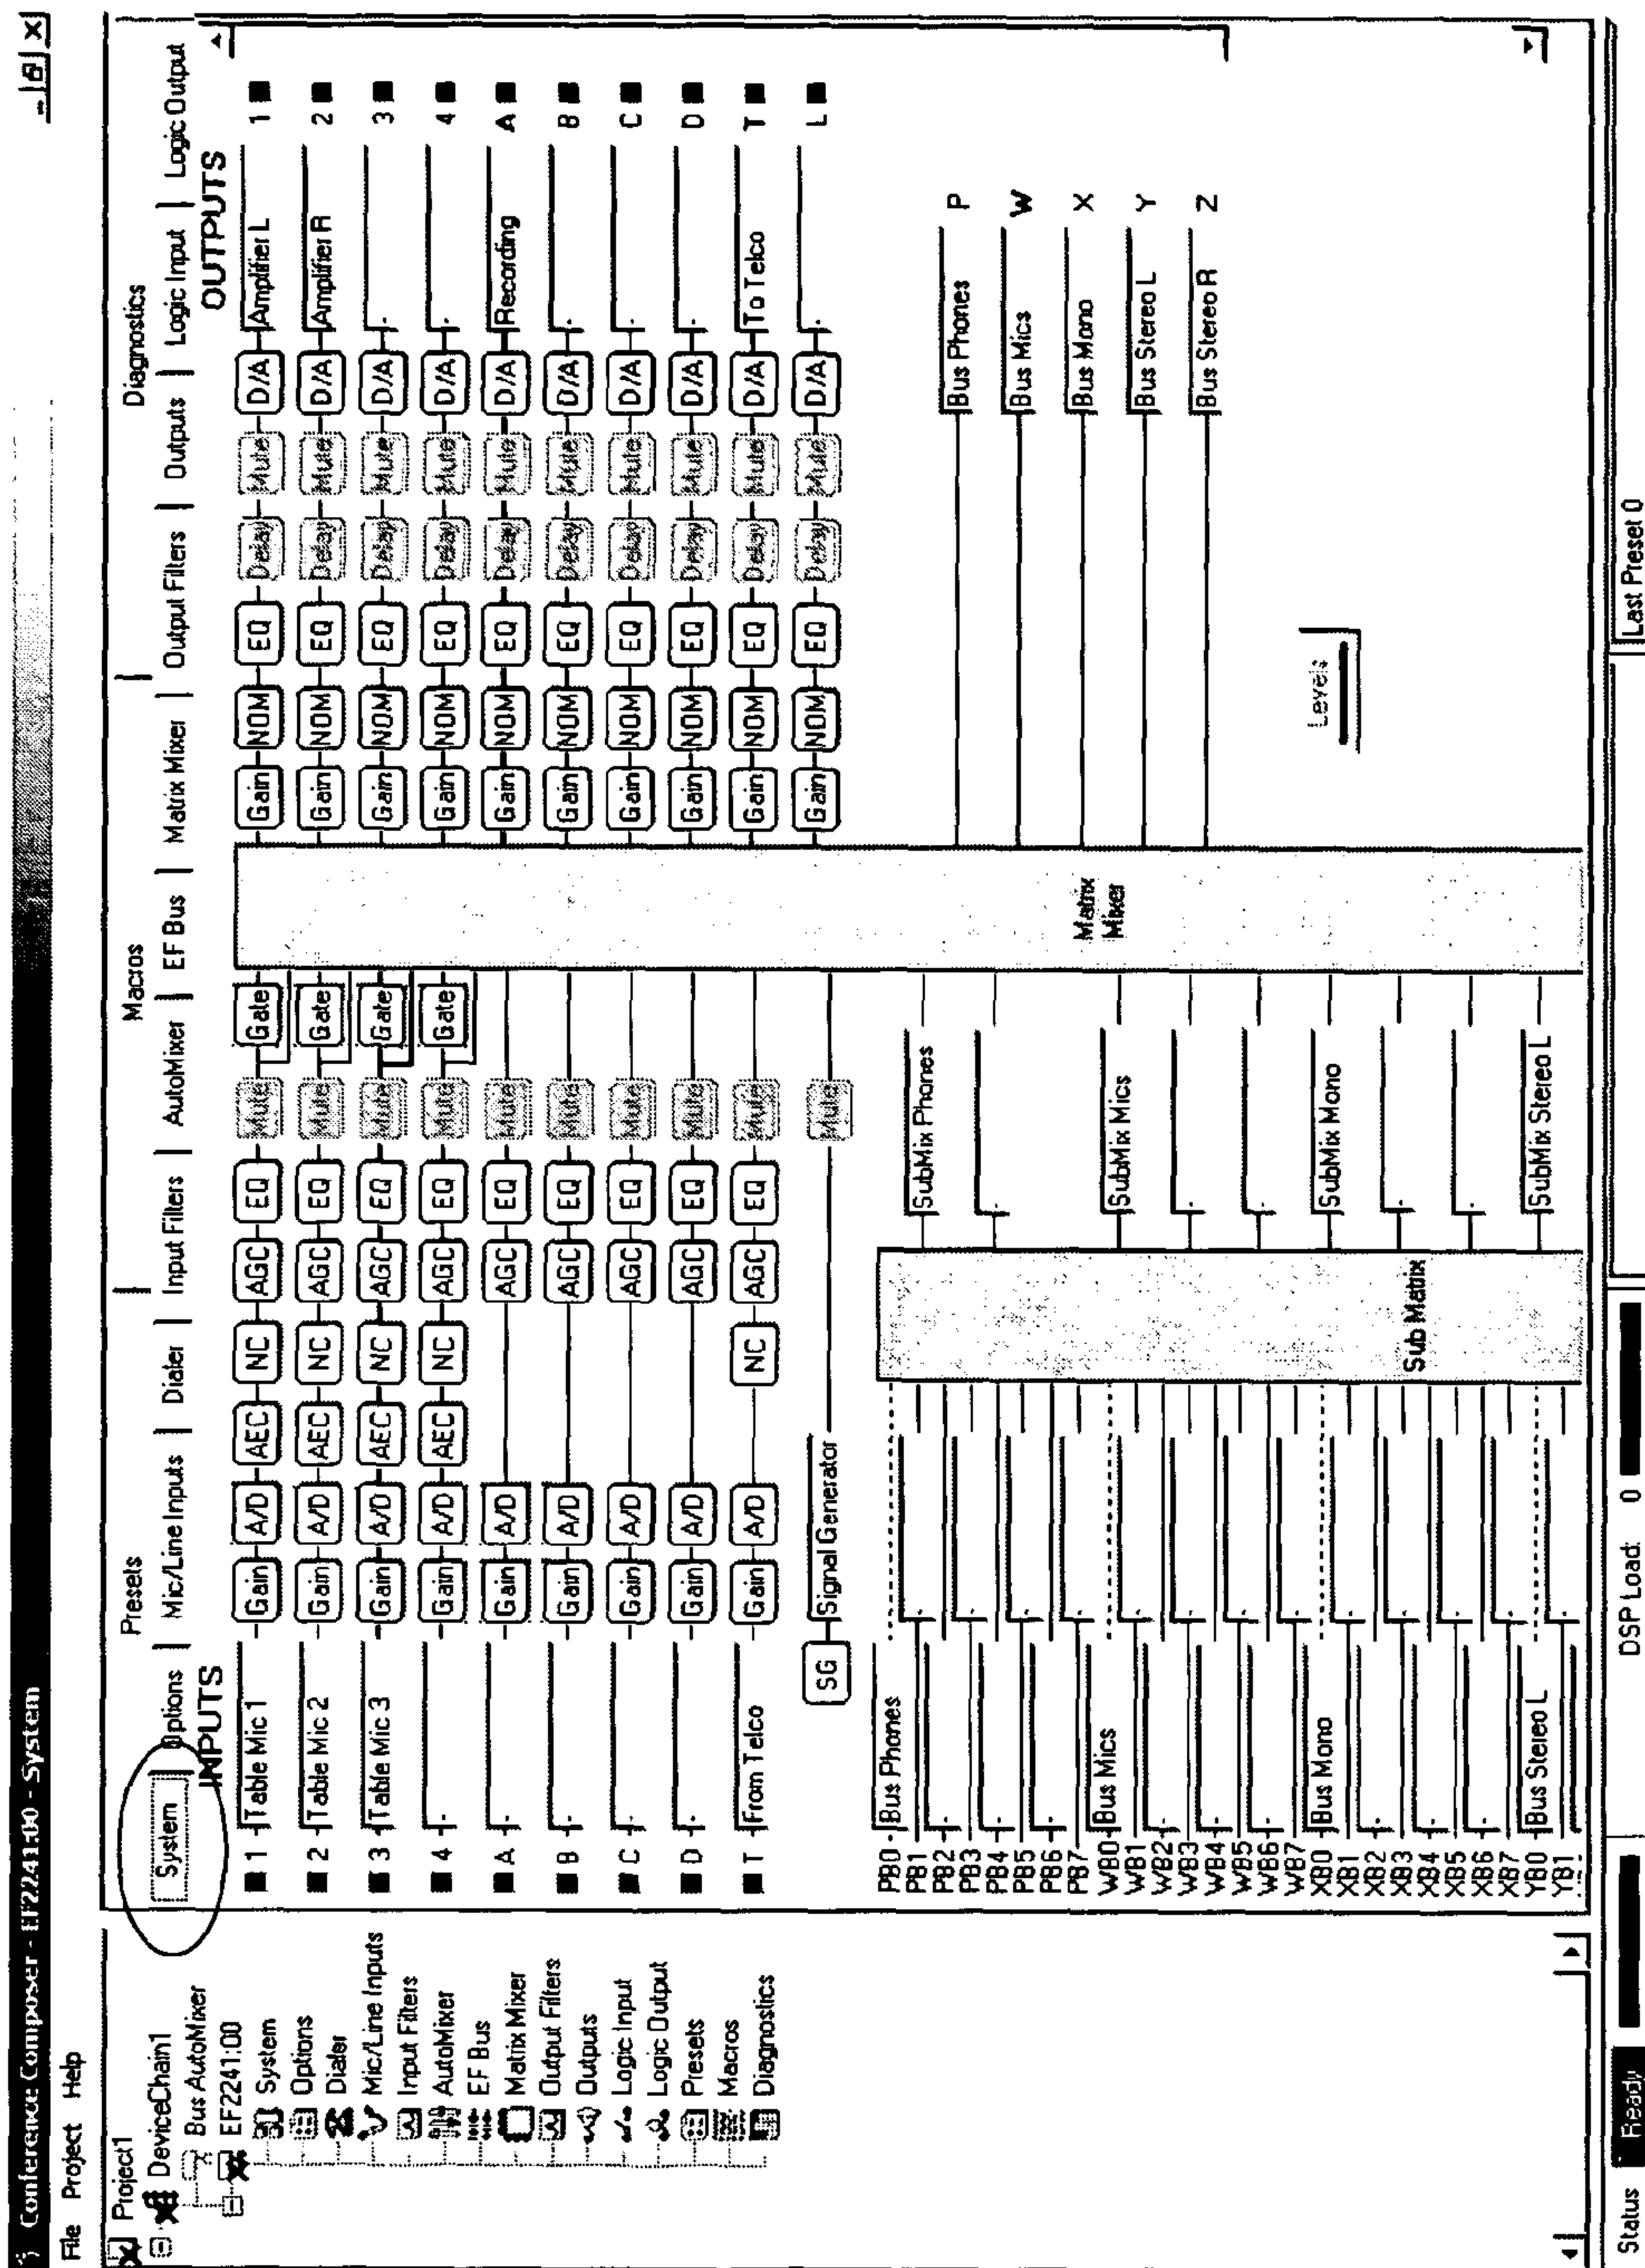 Conference Composer - EF2241:00 - System
File Project Help
Project1
DeviceChain1
Bus AutoMixer
EF2241:00
System
Options
Dialer
Mic/Line Inputs
Input Filters
AutoMixer
EF Bus
Matrix Mixer
Output Filters
Outputs
Logic Input
Logic Output
Presets
Macros
Diagnostics
Presets Macros Diagnostics
System Options Mic/Line Inputs Dialer Input Filters AutoMixer EF Bus Matrix Mixer Output Filters Outputs Logic Input Logic Output
INPUTS OUTPUTS
1 Table Mic 1 Gain A/D AEC NC AGC EQ Mute Gate Gain NOM EQ Delay Mute D/A Amplifier L 1
2 Table Mic 2 Gain A/D AEC NC AGC EQ Mute Gate Gain NOM EQ Delay Mute D/A Amplifier R 2
3 Table Mic 3 Gain A/D AEC NC AGC EQ Mute Gate Gain NOM EQ Delay Mute D/A 3
4 Gain A/D AEC NC AGC EQ Mute Gate Gain NOM EQ Delay Mute D/A 4
A Gain A/D AGC EQ Mute Gain NOM EQ Delay Mute D/A Recording A
B Gain A/D AGC EQ Mute Gain NOM EQ Delay Mute D/A B
C Gain A/D AGC EQ Mute Gain NOM EQ Delay Mute D/A C
D Gain A/D AGC EQ Mute Gain NOM EQ Delay Mute D/A D
T From Telco Gain A/D NC AGC EQ Mute Gain NOM EQ Delay Mute D/A To Telco T
SG Signal Generator Mute Gain NOM EQ Delay Mute D/A L
Matrix
Mixer
PB0 Bus Phones
PB1 SubMix Phones
PB2
PB3
PB4
PB5
PB6
PB7
WB0 Bus Mics
WB1 SubMix Mics
WB2
WB3
WB4
WB5
WB6
WB7
XB0 Bus Mono
XB1 SubMix Mono
XB2
XB3
XB4
XB5
XB6
XB7
YB0 Bus Stereo L SubMix Stereo L
YB1
Sub Matrix
Bus Phones P
Bus Mics W
Bus Mono X
Bus Stereo L Y
Bus Stereo R Z
Levels
Status Ready DSP Load: 0 Last Preset 0